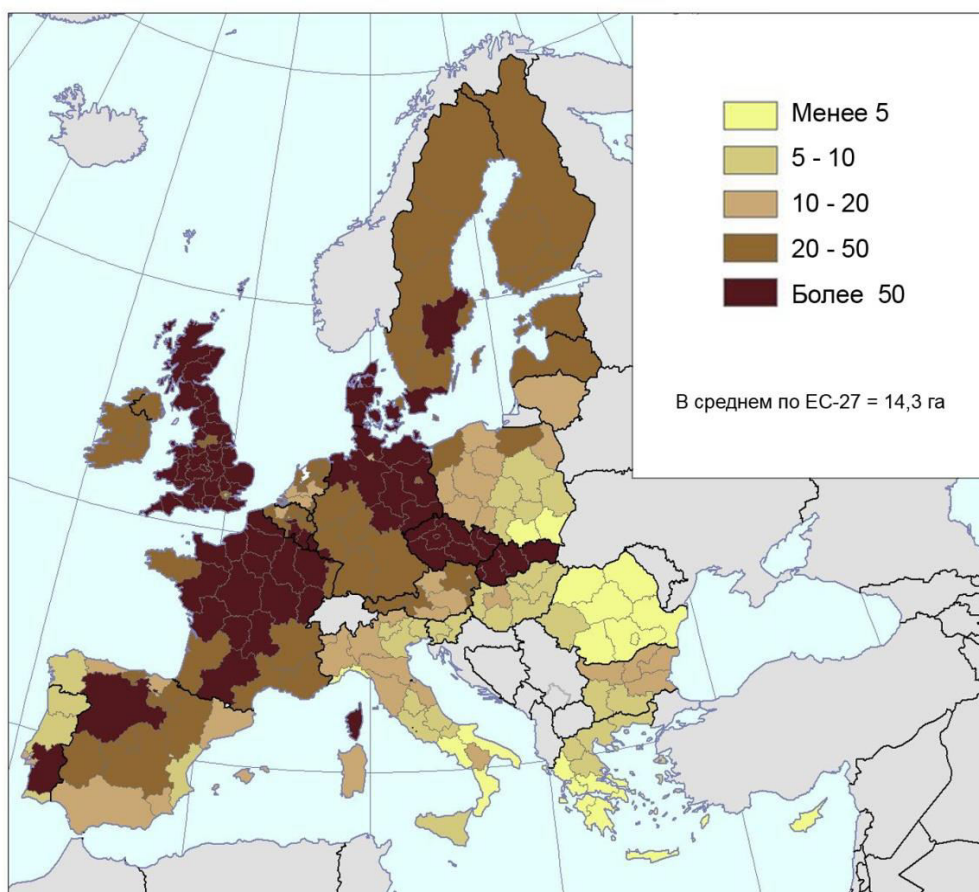 Менее 5
5 - 10
10 - 20
20 - 50
Более 50
В среднем по ЕС-27 = 14,3 га